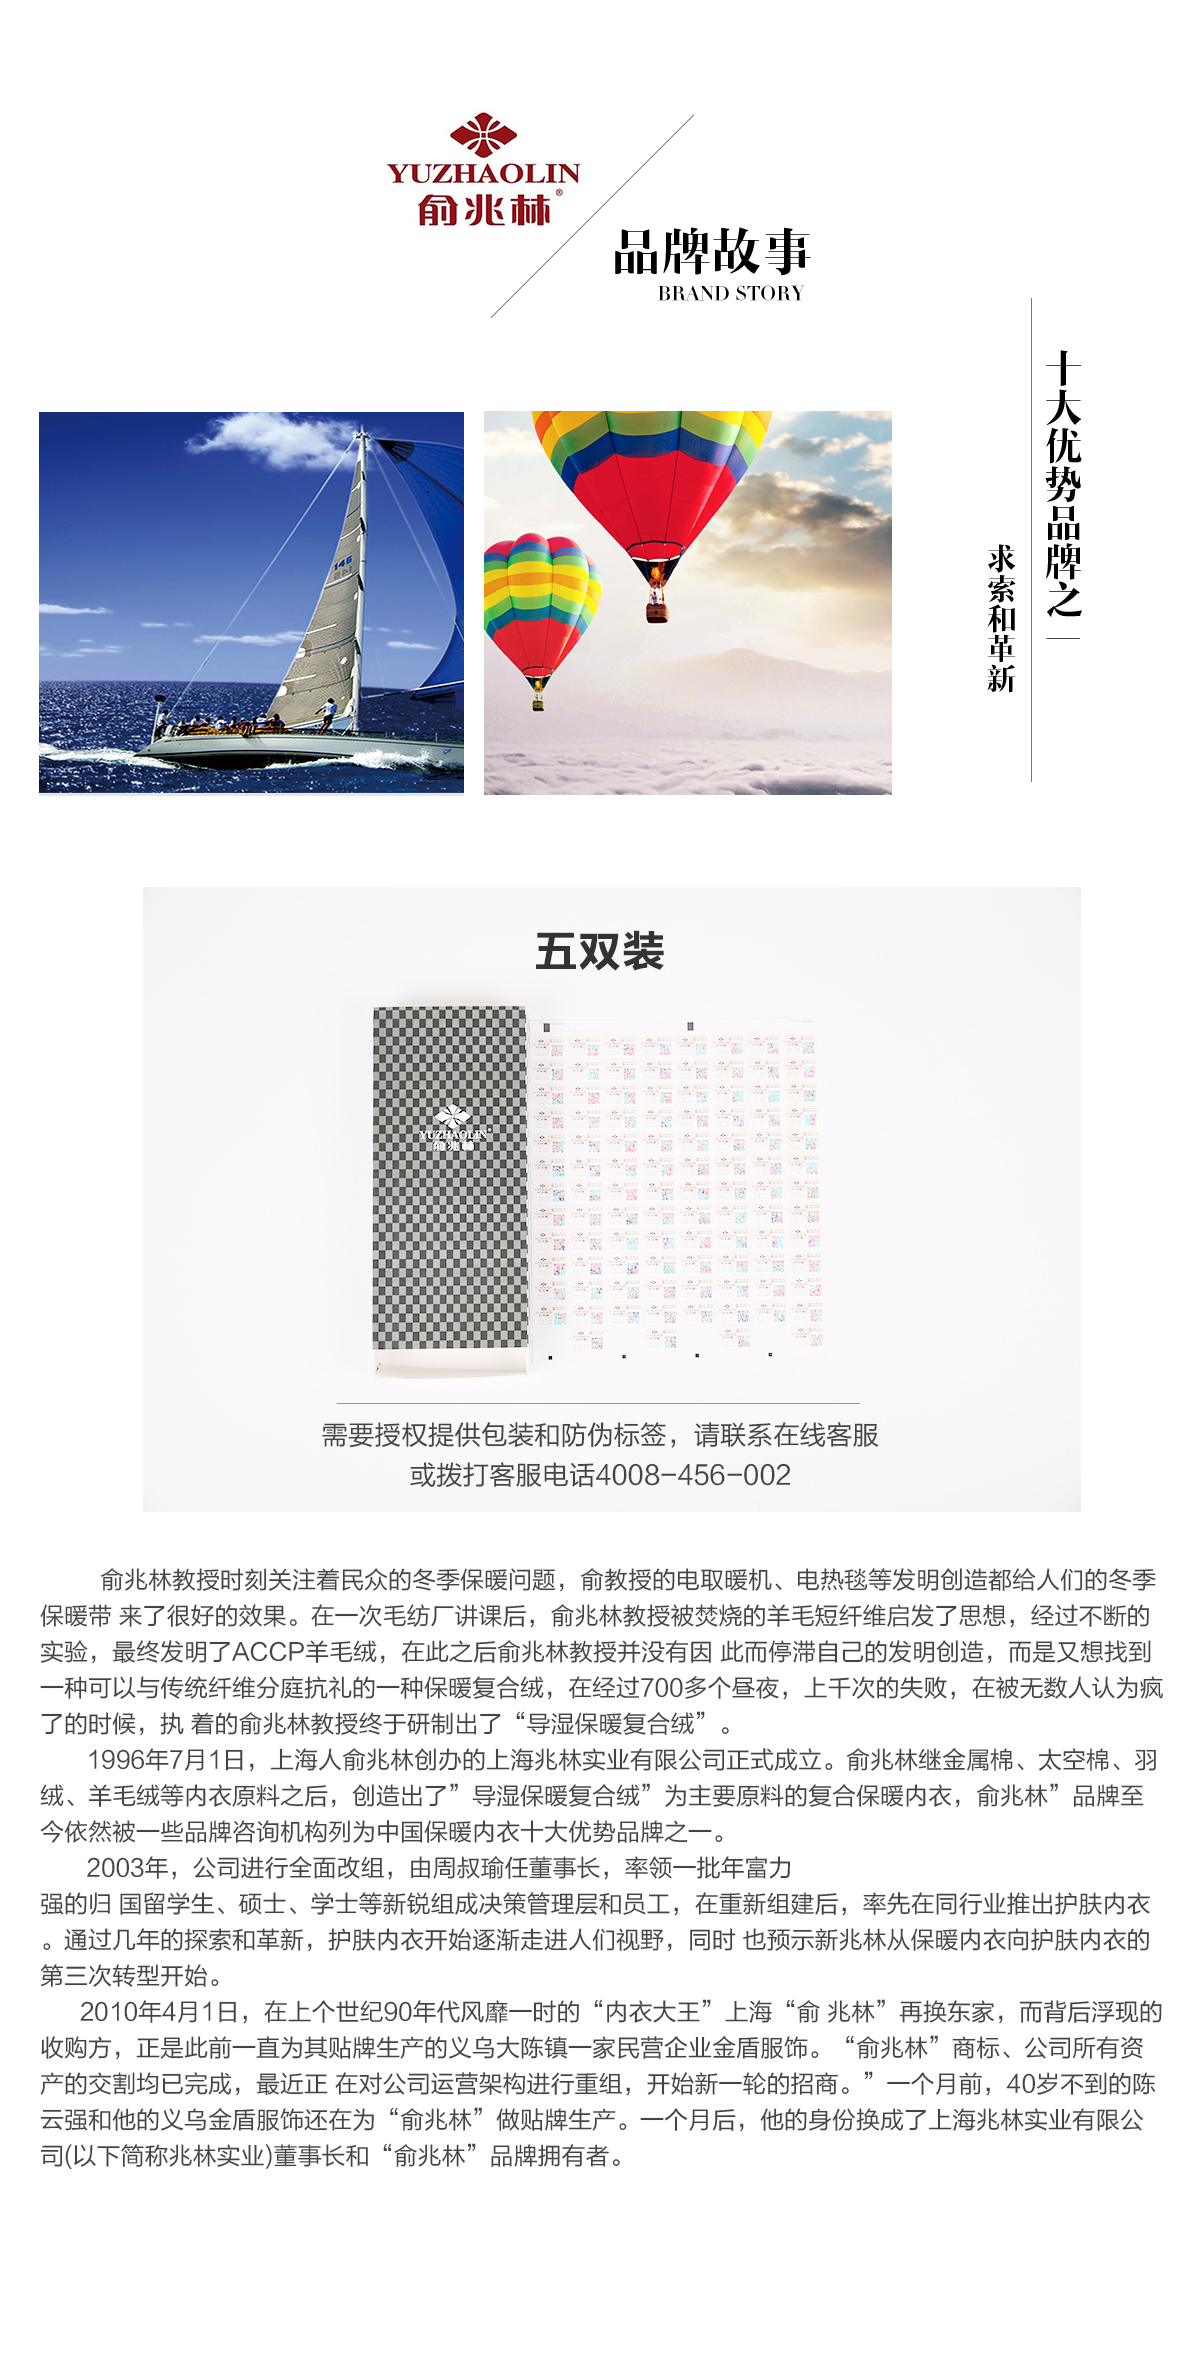 YUZHAOLIN
俞兆林®
品牌故事
BRAND STORY
十大优势品牌之一
求索和革新
145
五双装
YUZHAOLIN
俞兆林
需要授权提供包装和防伪标签，请联系在线客服
或拨打客服电话4008-456-002
俞兆林教授时刻关注着民众的冬季保暖问题，俞教授的电取暖机、电热毯等发明创造都给人们的冬季
保暖带 来了很好的效果。在一次毛纺厂讲课后，俞兆林教授被焚烧的羊毛短纤维启发了思想，经过不断的
实验，最终发明了ACCP羊毛绒，在此之后俞兆林教授并没有因 此而停滞自己的发明创造，而是又想找到
一种可以与传统纤维分庭抗礼的一种保暖复合绒，在经过700多个昼夜，上千次的失败，在被无数人认为疯
了的时候，执 着的俞兆林教授终于研制出了“导湿保暖复合绒”。
1996年7月1日，上海人俞兆林创办的上海兆林实业有限公司正式成立。俞兆林继金属棉、太空棉、羽
绒、羊毛绒等内衣原料之后，创造出了”导湿保暖复合绒”为主要原料的复合保暖内衣，俞兆林”品牌至
今依然被一些品牌咨询机构列为中国保暖内衣十大优势品牌之一。
2003年，公司进行全面改组，由周叔瑜任董事长，率领一批年富力
强的归 国留学生、硕士、学士等新锐组成决策管理层和员工，在重新组建后，率先在同行业推出护肤内衣
。通过几年的探索和革新，护肤内衣开始逐渐走进人们视野，同时 也预示新兆林从保暖内衣向护肤内衣的
第三次转型开始。
2010年4月1日，在上个世纪90年代风靡一时的“内衣大王”上海“俞 兆林”再换东家，而背后浮现的
收购方，正是此前一直为其贴牌生产的义乌大陈镇一家民营企业金盾服饰。“俞兆林”商标、公司所有资
产的交割均已完成，最近正 在对公司运营架构进行重组，开始新一轮的招商。”一个月前，40岁不到的陈
云强和他的义乌金盾服饰还在为“俞兆林”做贴牌生产。一个月后，他的身份换成了上海兆林实业有限公
司(以下简称兆林实业)董事长和“俞兆林”品牌拥有者。